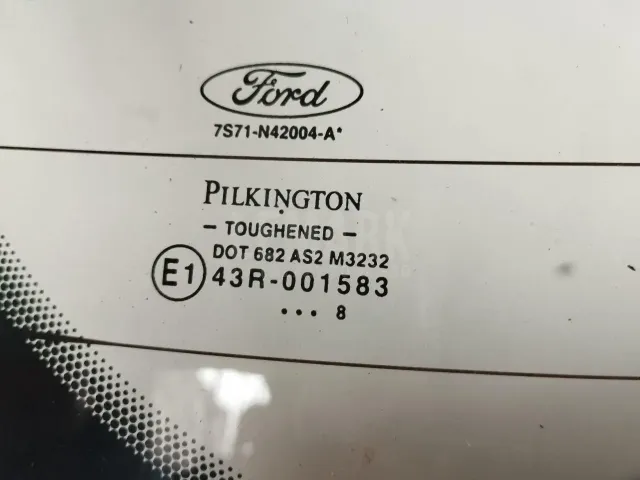 Ford
7S71-N42004-A*
PILKINGTON
- TOUGHENED -
DOT 682 AS2 M3232
E1 43R-001583
••• 8